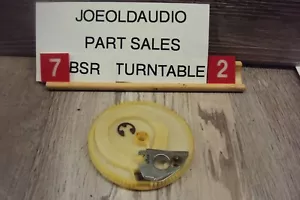 JOEOLDAUDIO
PART SALES
7 BSR TURNTABLE 2